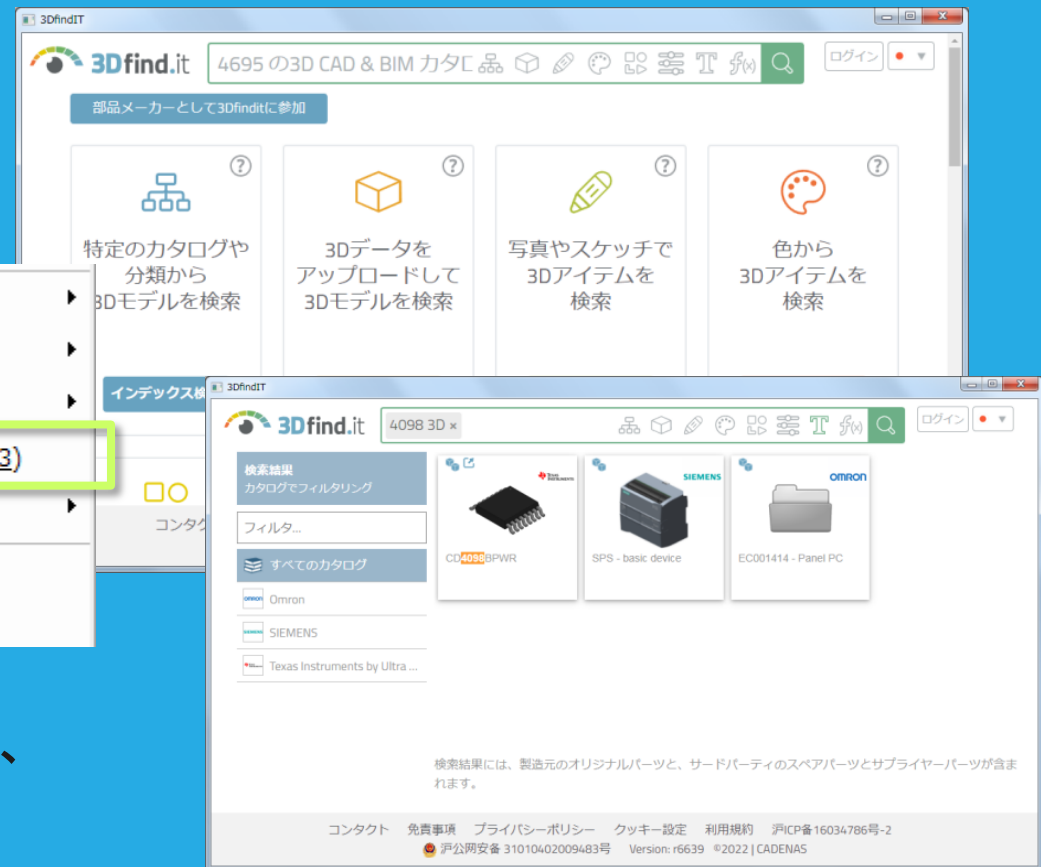 3DfindIT
3Dfind.it
4695 の3D CAD & BIM カタ
ログイン
部品メーカーとして3Dfinditに参加
特定のカタログや
分類から
3Dモデルを検索
3Dデータを
アップロードして
3Dモデルを検索
写真やスケッチで
3Dアイテムを
検索
色から
3Dアイテムを
検索
インデックス検
3)
コンタク
3DfindIT
3Dfind.it
4098 3D ×
ログイン
検索結果
カタログでフィルタリング
フィルタ...
すべてのカタログ
Omron
SIEMENS
Texas Instruments by Ultra ...
TEXAS INSTRUMENTS
CD4098BPWR
SIEMENS
SPS - basic device
OMRON
EC001414 - Panel PC
検索結果には、製造元のオリジナルパーツと、サードパーティのスペアパーツとサプライヤーパーツが含ま
れます。
コンタクト 免責事項 プライバシーポリシー クッキー設定 利用規約 沪ICP备16034786号-2
沪公网安备 31010402009483号 Version: r6639 ©2022 | CADENAS
、